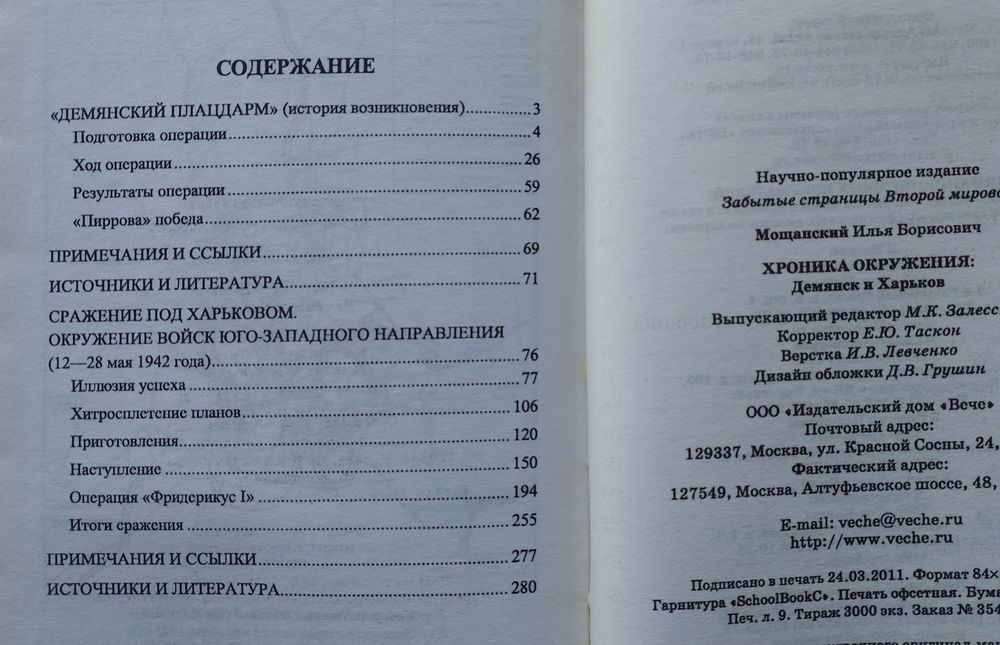 СОДЕРЖАНИЕ
«ДЕМЯНСКИЙ ПЛАЦДАРМ» (история возникновения)........... 3
Подготовка операции.......................................................... 4
Ход операции..................................................................... 26
Результаты операции......................................................... 59
«Пиррова» победа.............................................................. 62
ПРИМЕЧАНИЯ И ССЫЛКИ................................................ 69
ИСТОЧНИКИ И ЛИТЕРАТУРА........................................... 71
СРАЖЕНИЕ ПОД ХАРЬКОВОМ.
ОКРУЖЕНИЕ ВОЙСК ЮГО-ЗАПАДНОГО НАПРАВЛЕНИЯ
(12—28 мая 1942 года)......................................................... 76
Иллюзия успеха.................................................................. 77
Хитросплетение планов..................................................... 106
Приготовления.................................................................. 120
Наступление ..................................................................... 150
Операция «Фридерикус I» ................................................. 194
Итоги сражения ................................................................ 255
ПРИМЕЧАНИЯ И ССЫЛКИ................................................ 277
ИСТОЧНИКИ И ЛИТЕРАТУРА........................................... 280
Научно-популярное издание
Забытые страницы Второй
Мощанский Илья Борисович
ХРОНИКА ОКРУЖЕНИЯ:
Демянск и Харьков
Выпускающий редактор М.К.
Корректор Е.Ю. Таскон
Верстка И.В. Левченко
Дизайн обложки Д.В. Грушин
ООО «Издательский дом «Вече»
Почтовый адрес:
129337, Москва, ул. Красной Сосны, 24,
Фактический адрес:
127549, Москва, Алтуфьевское шоссе, 48,
E-mail: veche@veche.ru
http://www.veche.ru
Подписано в печать 24.03.2011. Формат 84×
Гарнитура «SchoolBookC». Печать офсетная.
Печ. л. 9. Тираж 3000 экз. Заказ № 354